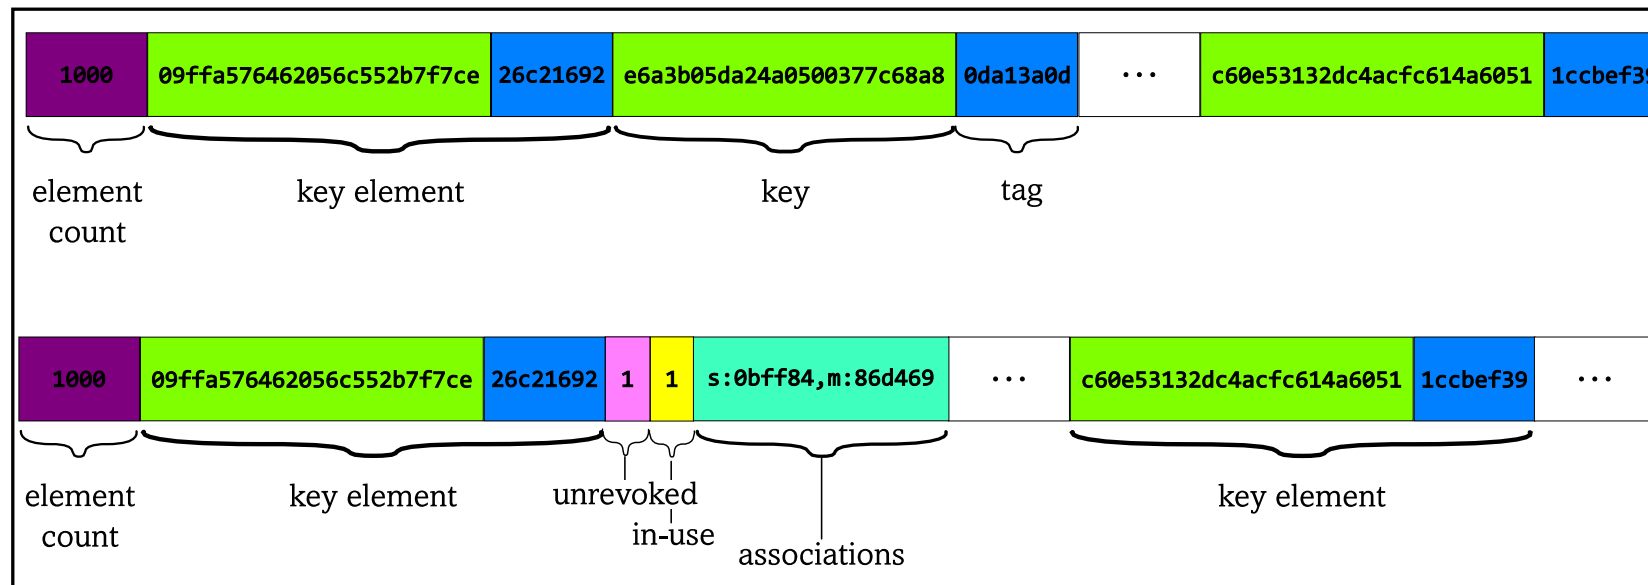 1000 09ffa576462056c552b7f7ce 26c21692 e6a3b05da24a0500377c68a8 0da13a0d ... c60e53132dc4acfc614a6051 1ccbef39
element count
key element
key
tag
1000 09ffa576462056c552b7f7ce 26c21692 1 1 s:0bff84,m:86d469 ... c60e53132dc4acfc614a6051 1ccbef39 ...
element count
key element
unrevoked
in-use
associations
key element